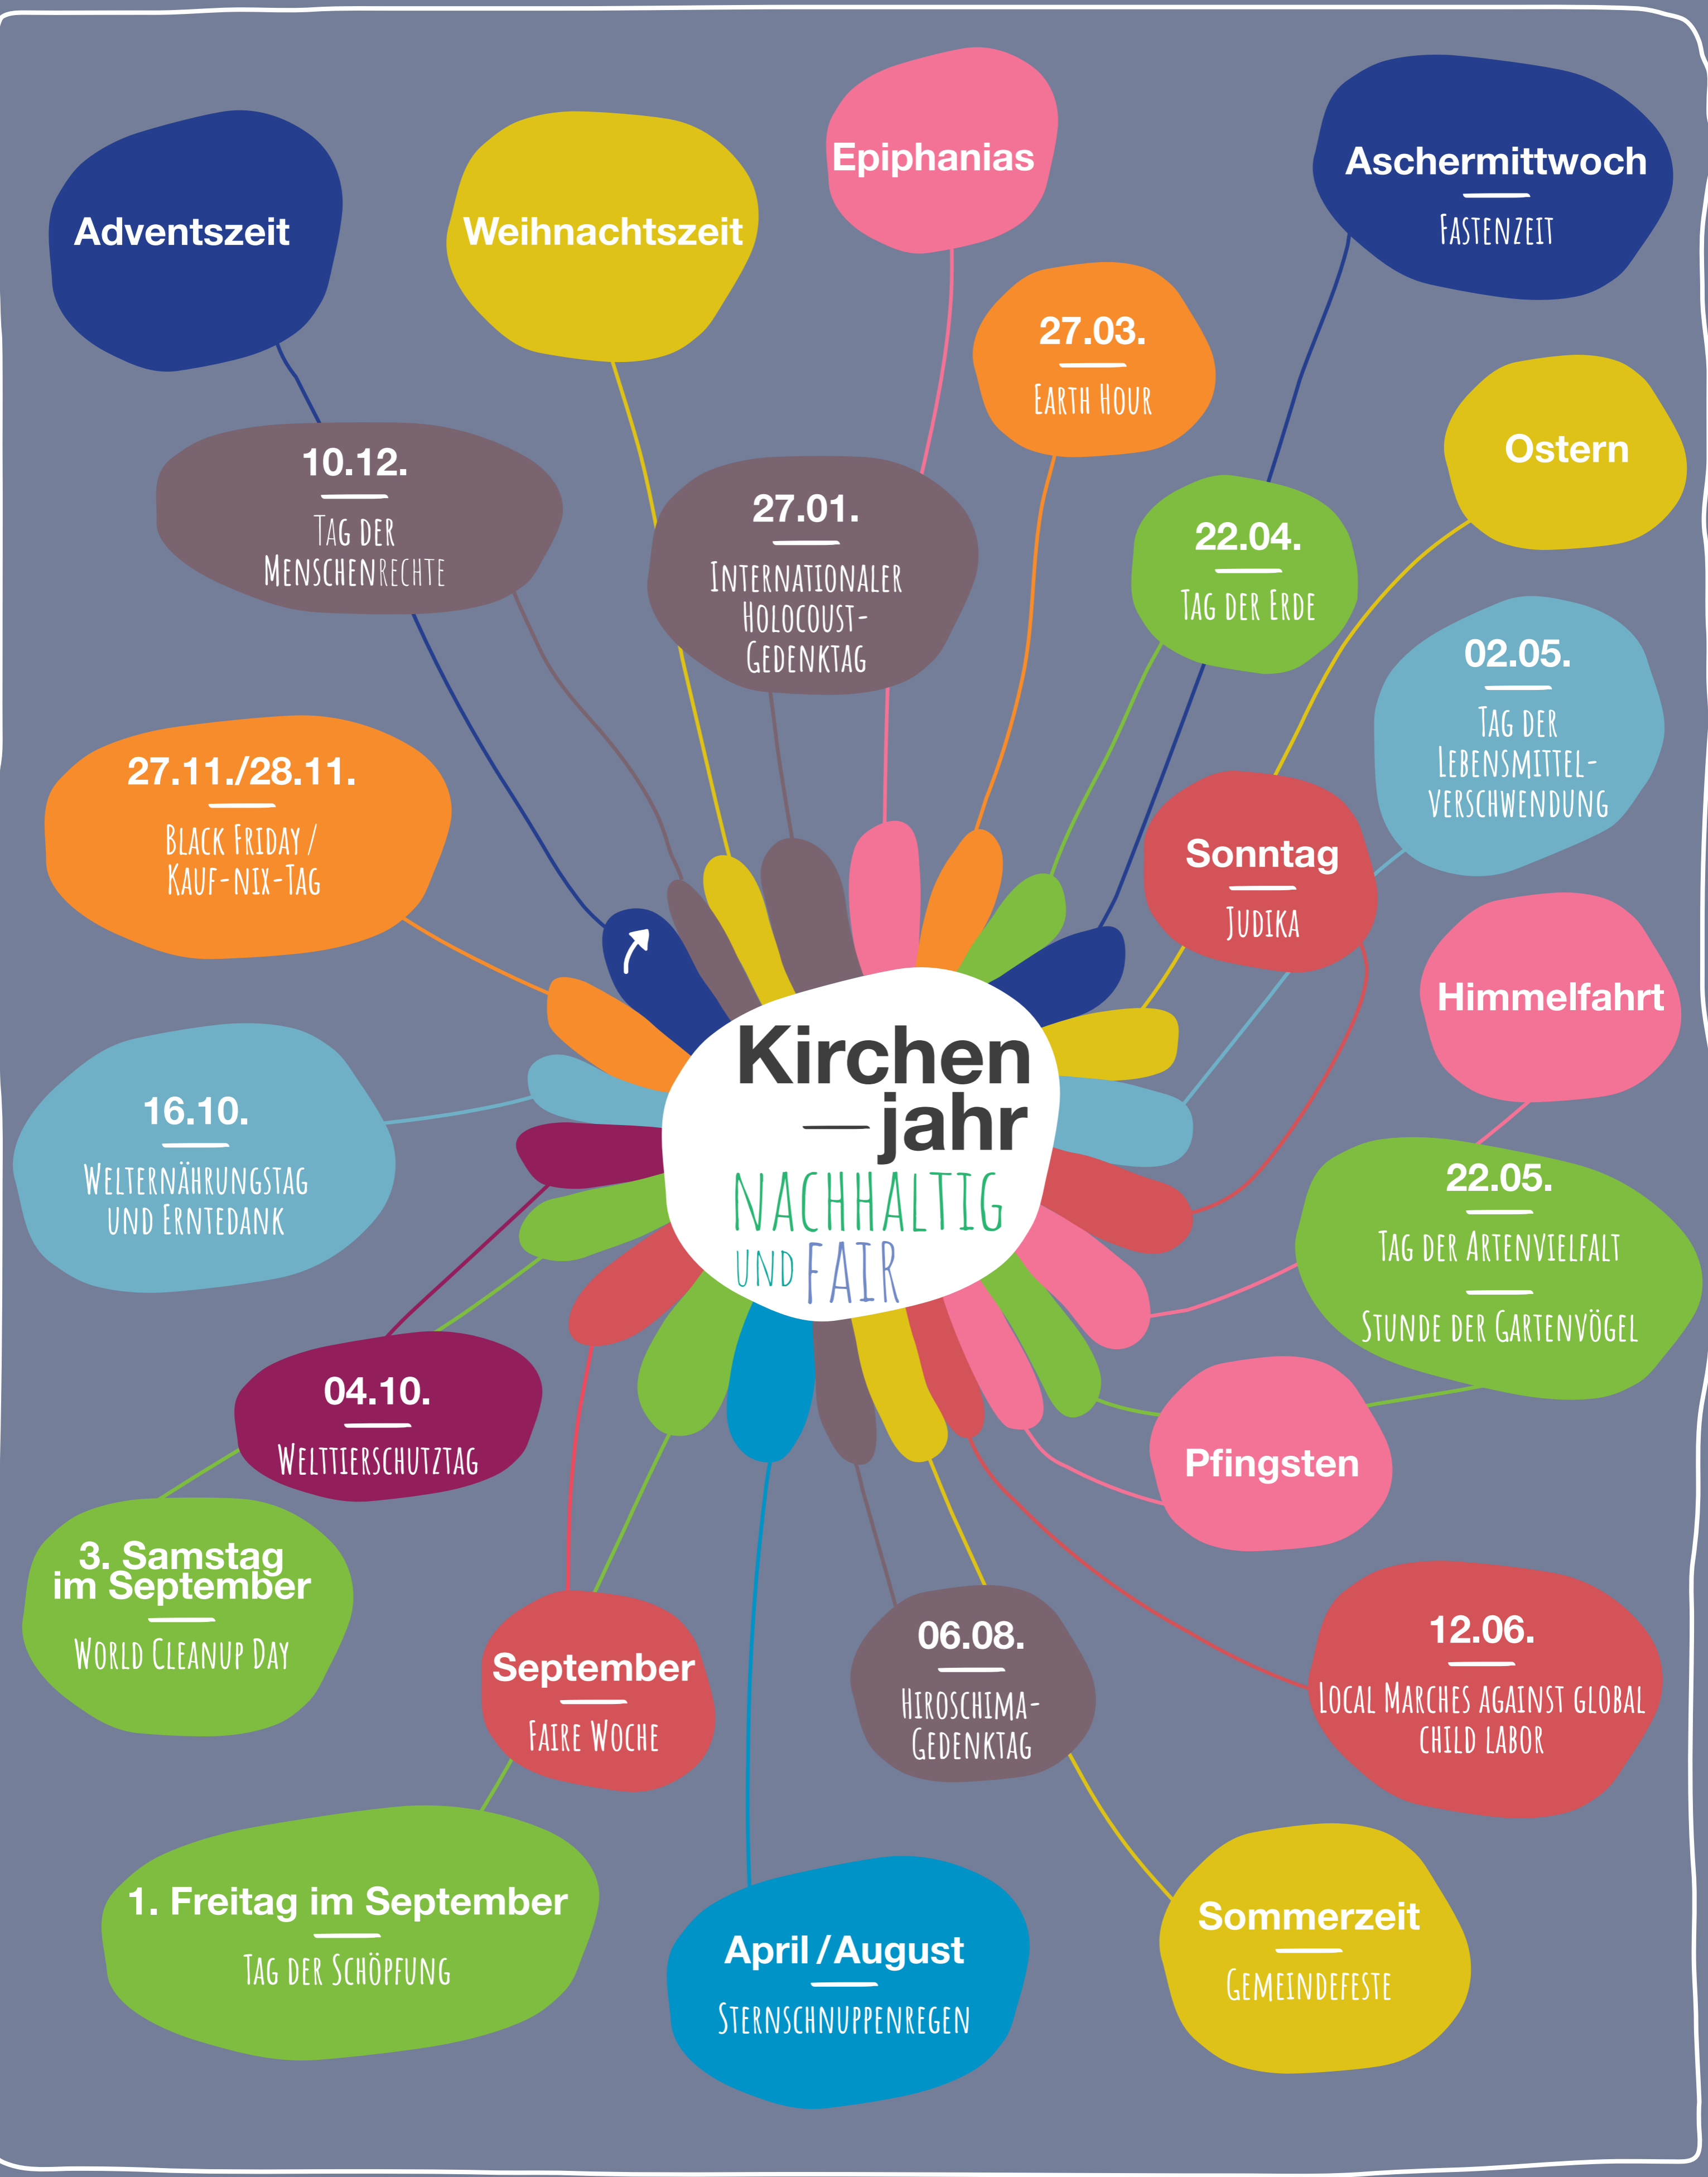 Adventszeit
Weihnachtszeit
Epiphanias
Aschermittwoch
Fastenzeit
27.03.
Earth Hour
Ostern
10.12.
Tag der
Menschenrechte
27.01.
Internationaler
Holocoust-
Gedenktag
22.04.
Tag der Erde
02.05.
Tag der
Lebensmittel-
verschwendung
27.11./28.11.
Black Friday /
Kauf-nix-Tag
Sonntag
Judika
Himmelfahrt
Kirchen
jahr
nachhaltig
und fair
16.10.
Welternährungstag
und Erntedank
22.05.
Tag der Artenvielfalt
Stunde der Gartenvögel
04.10.
Welttierschutztag
Pfingsten
3. Samstag
im September
World Cleanup Day
September
Faire Woche
06.08.
Hiroschima-
Gedenktag
12.06.
Local Marches against global
child labor
1. Freitag im September
Tag der Schöpfung
April / August
Sternschnuppenregen
Sommerzeit
Gemeindefeste